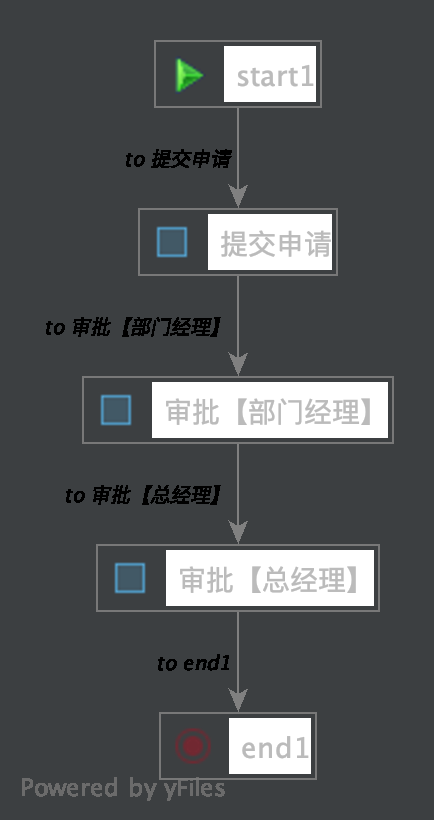 start1
to 提交申请
提交申请
to 审批【部门经理】
审批【部门经理】
to 审批【总经理】
审批【总经理】
to end1
end1
Powered by yFiles